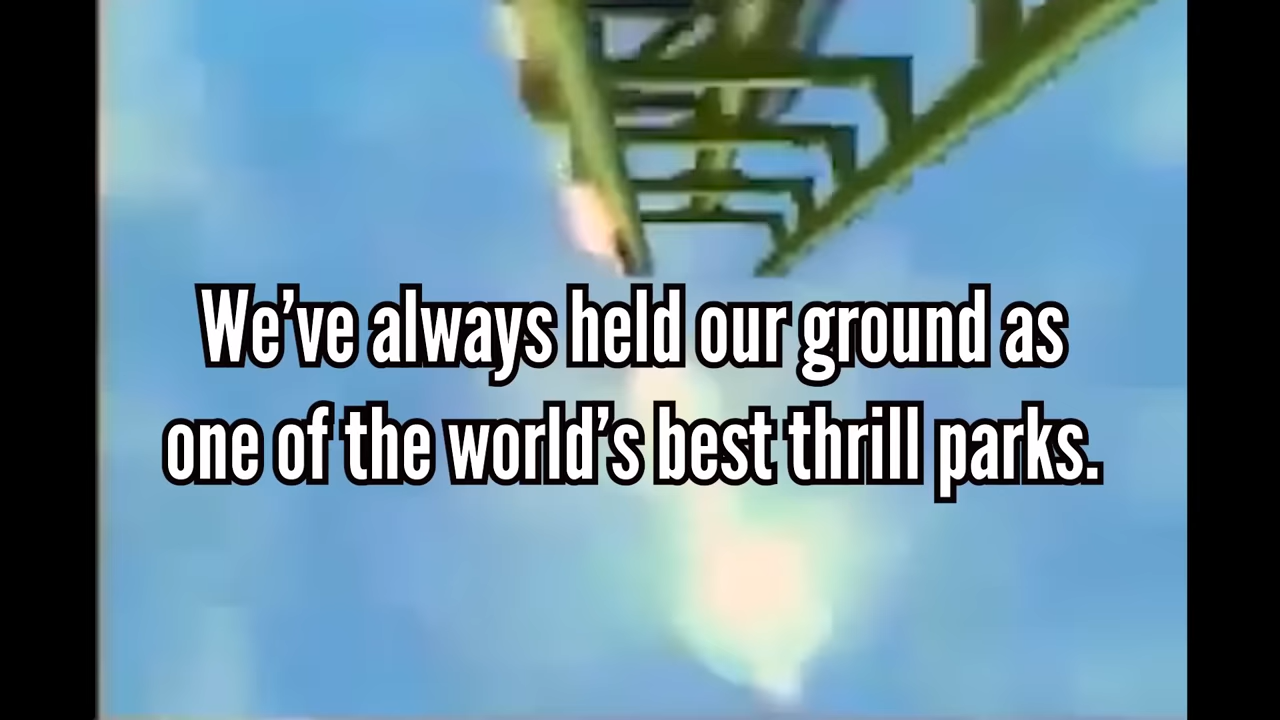 We’ve always held our ground as
one of the world’s best thrill parks.